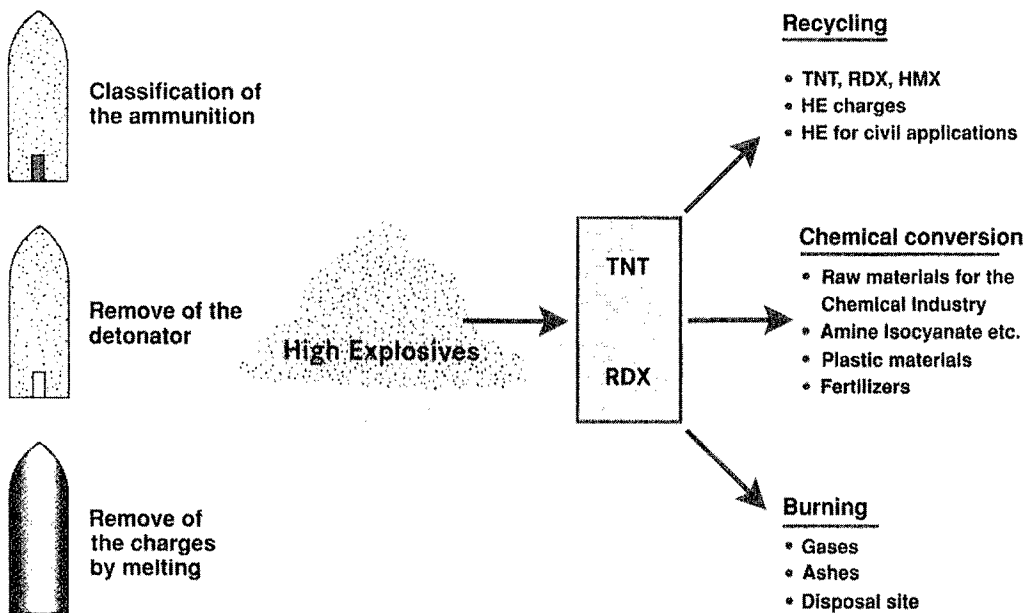 Classification of
the ammunition
Remove of the
detonator
Remove of
the charges
by melting
High Explosives
TNT
RDX
Recycling
• TNT, RDX, HMX
• HE charges
• HE for civil applications
Chemical conversion
• Raw materials for the
Chemical Industry
• Amine Isocyanate etc.
• Plastic materials
• Fertilizers
Burning
• Gases
• Ashes
• Disposal site